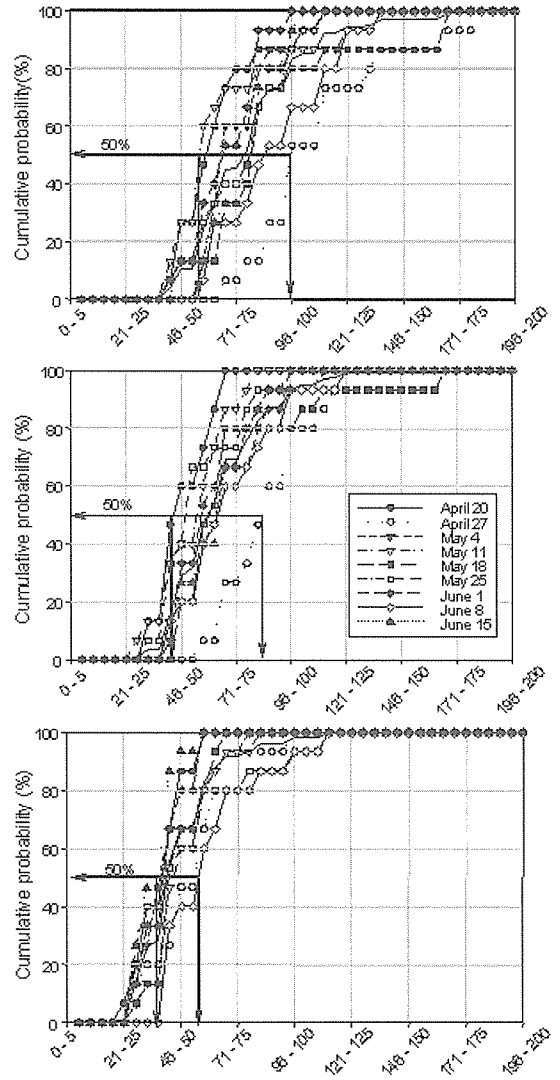 Cumulative probability(%)
100
80
60
50%
40
20
0
0 - 5
21 - 25
46 - 50
71 - 75
96 - 100
121 - 125
146 - 150
171 - 175
196 - 200
Cumulative probability (%)
100
80
60
50%
40
20
0
April 20
April 27
May 4
May 11
May 18
May 25
June 1
June 8
June 15
0 - 5
21 - 25
46 - 50
71 - 75
96 - 100
121 - 125
146 - 150
171 - 175
196 - 200
Cumulative probability (%)
100
80
60
50%
40
20
0
0 - 5
21 - 25
46 - 50
71 - 75
96 - 100
121 - 125
146 - 150
171 - 175
196 - 200